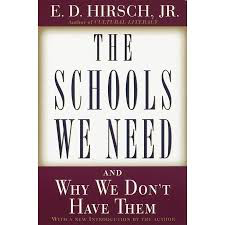 E. D. HIRSCH, JR.
Author of CULTURAL LITERACY
THE
SCHOOLS
WE NEED
AND
WHY WE DON'T
HAVE THEM
WITH A NEW INTRODUCTION BY THE AUTHOR